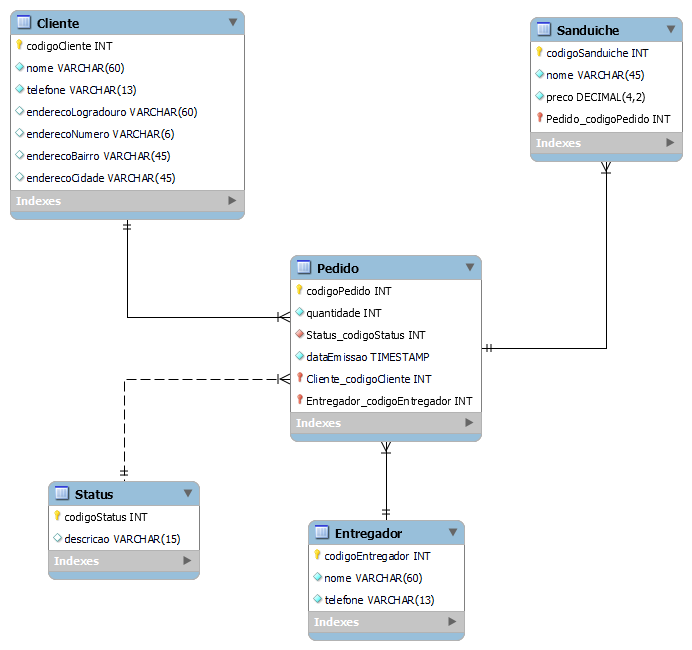 Cliente
codigoCliente INT
nome VARCHAR(60)
telefone VARCHAR(13)
enderecoLogradouro VARCHAR(60)
enderecoNumero VARCHAR(6)
enderecoBairro VARCHAR(45)
enderecoCidade VARCHAR(45)
Indexes
Sanduiche
codigoSanduiche INT
nome VARCHAR(45)
preco DECIMAL(4,2)
Pedido_codigoPedido INT
Indexes
Pedido
codigoPedido INT
quantidade INT
Status_codigoStatus INT
dataEmissao TIMESTAMP
Cliente_codigoCliente INT
Entregador_codigoEntregador INT
Indexes
Status
codigoStatus INT
descricao VARCHAR(15)
Indexes
Entregador
codigoEntregador INT
nome VARCHAR(60)
telefone VARCHAR(13)
Indexes